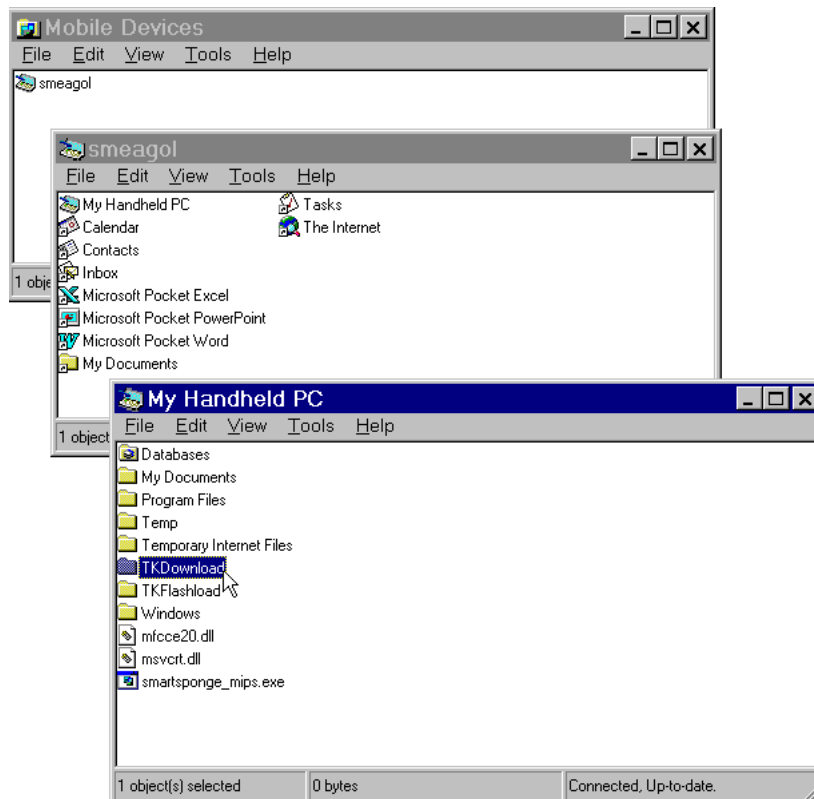 Mobile Devices
File Edit View Tools Help
smeagol
1 obje
smeagol
File Edit View Tools Help
My Handheld PC
Calendar
Contacts
Inbox
Microsoft Pocket Excel
Microsoft Pocket PowerPoint
Microsoft Pocket Word
My Documents
Tasks
The Internet
1 object
My Handheld PC
File Edit View Tools Help
Databases
My Documents
Program Files
Temp
Temporary Internet Files
TKDownload
TKFlashload
Windows
mfcce20.dll
msvcrt.dll
smartsponge_mips.exe
1 object(s) selected 0 bytes Connected, Up-to-date.